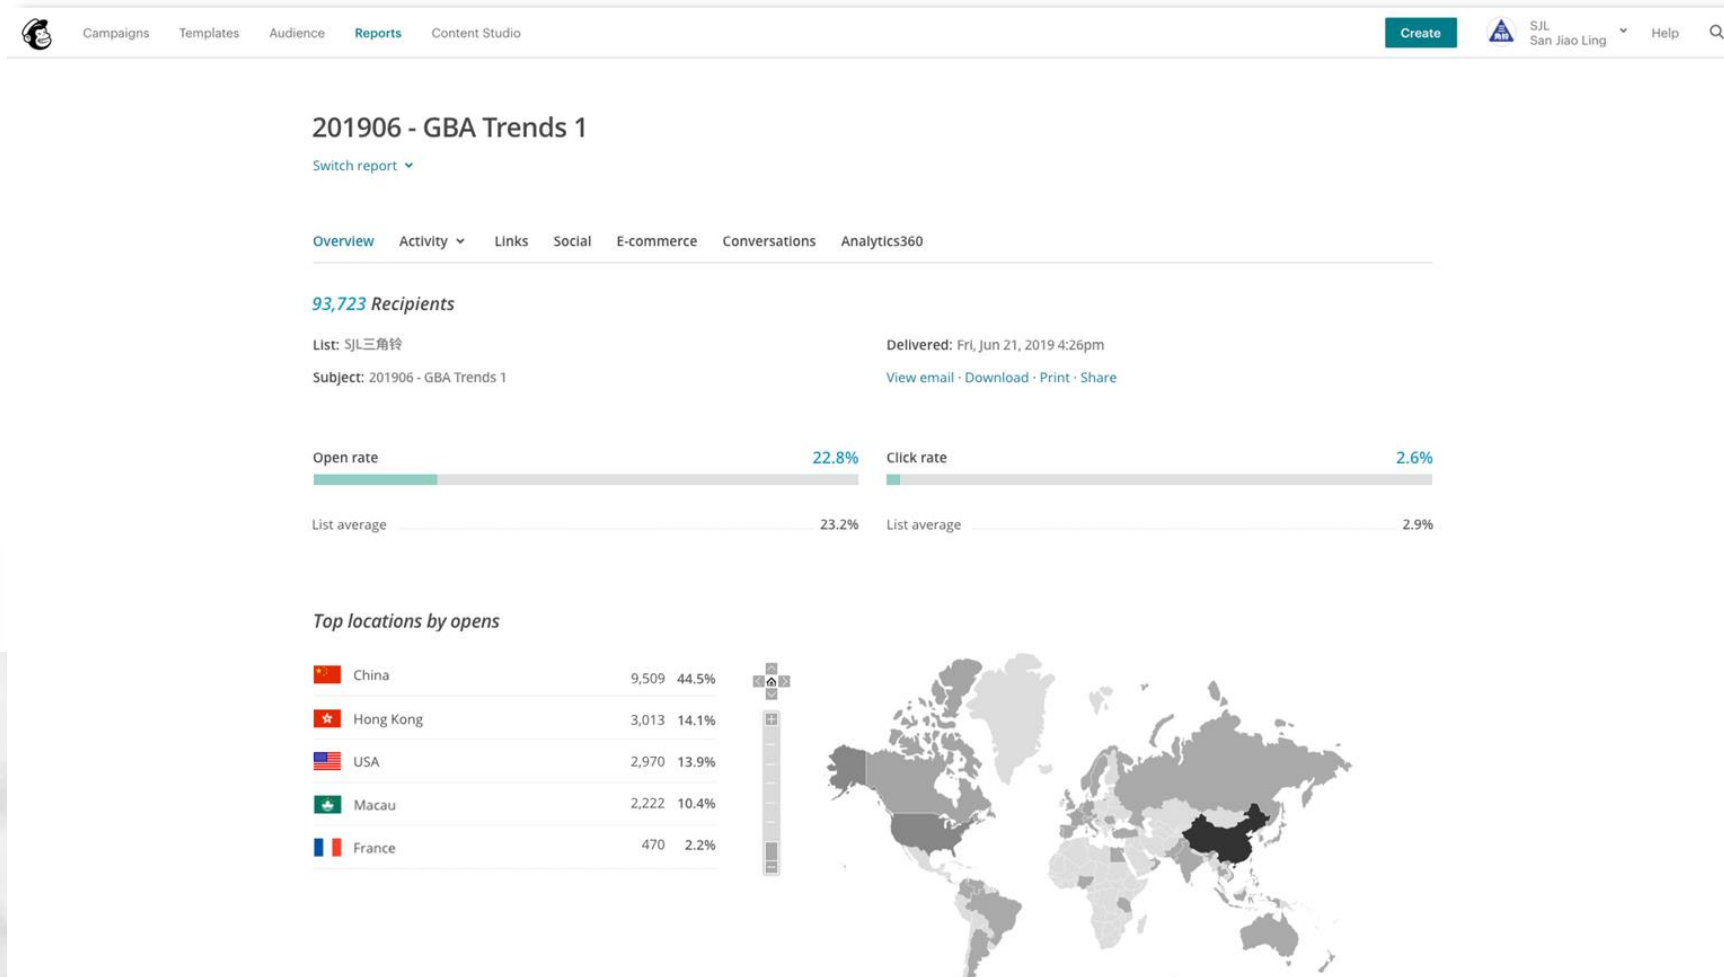 Campaigns Templates Audience Reports Content Studio Create SJL Help
San Jiao Ling
201906 - GBA Trends 1
Switch report
Overview Activity Links Social E-commerce Conversations Analytics360
93,723 Recipients
List: SJL三角铃 Delivered: Fri, Jun 21, 2019 4:26pm
Subject: 201906 - GBA Trends 1 View email · Download · Print · Share
Open rate 22.8% Click rate 2.6%
List average 23.2% List average 2.9%
Top locations by opens
China 9,509 44.5%
Hong Kong 3,013 14.1%
USA 2,970 13.9%
Macau 2,222 10.4%
France 470 2.2%